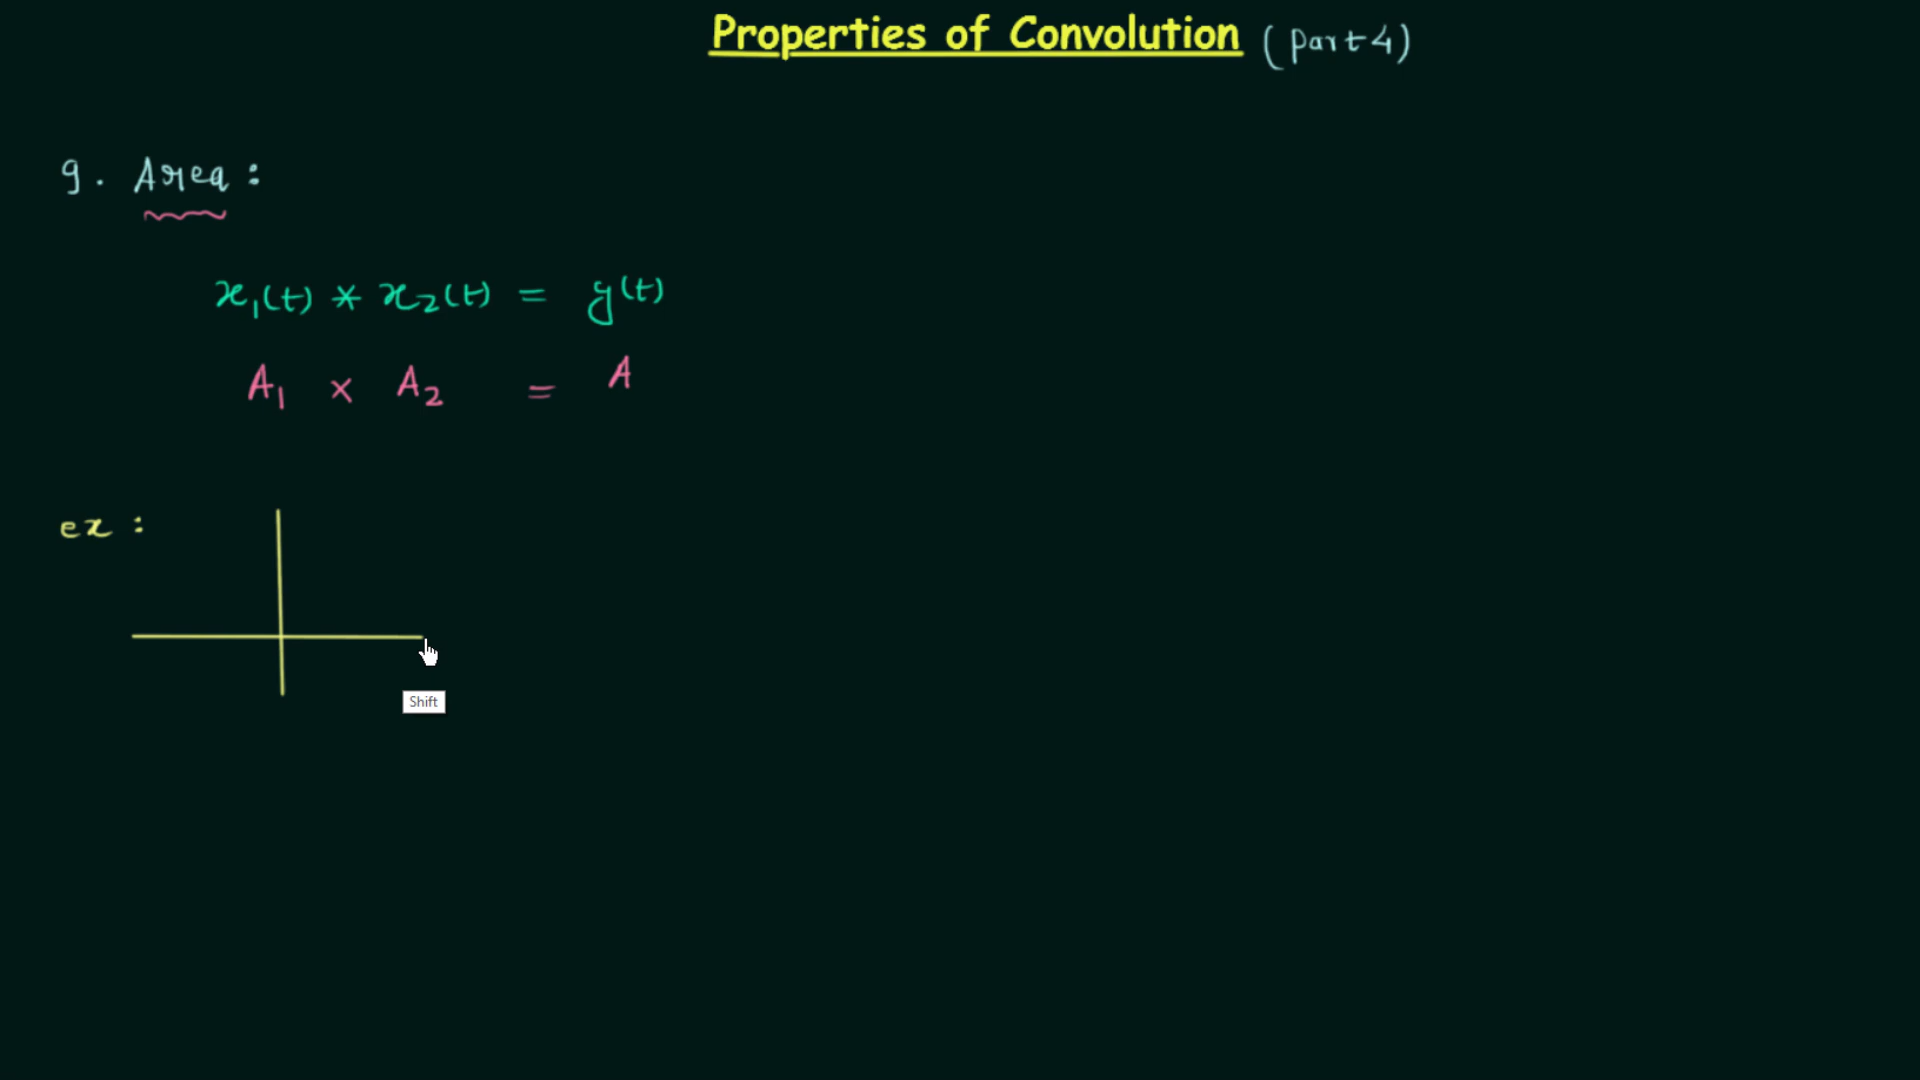 Properties of Convolution (Part 4)
9. Area :
x₁(t) * x₂(t) = y(t)
A₁ × A₂ = A
ex :
Shift